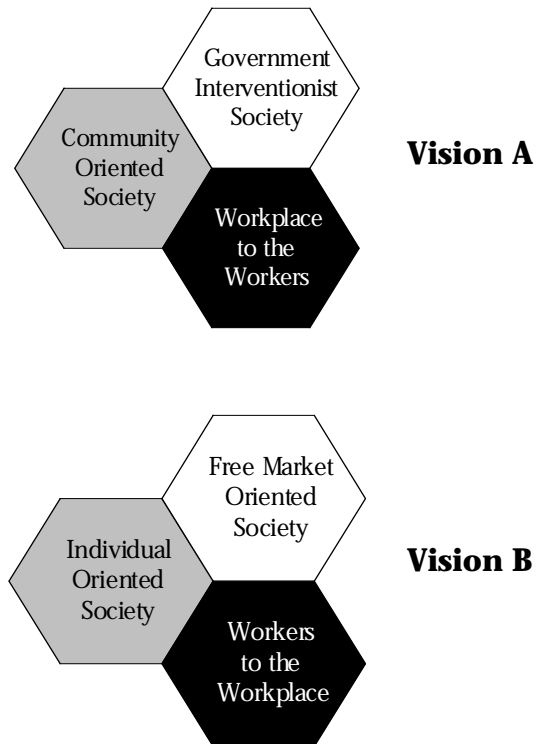 Government
Interventionist
Society
Community
Oriented
Society
Vision A
Workplace
to the
Workers
Free Market
Oriented
Society
Individual
Oriented
Society
Vision B
Workers
to the
Workplace